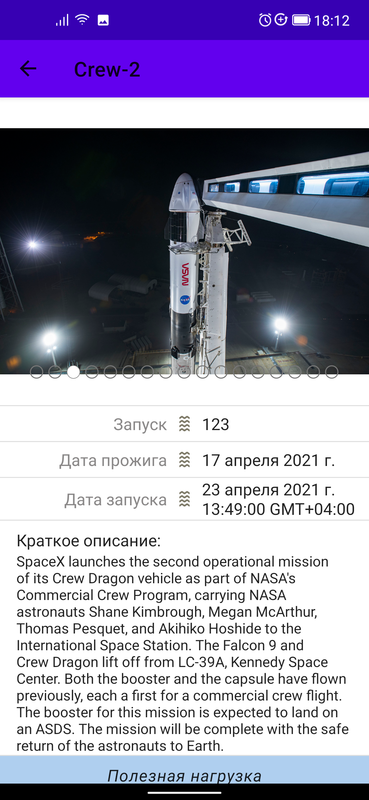 18:12
Crew-2
NASA
Запуск 123
Дата прожига 17 апреля 2021 г.
Дата запуска 23 апреля 2021 г.
13:49:00 GMT+04:00
Краткое описание:
SpaceX launches the second operational mission
of its Crew Dragon vehicle as part of NASA's
Commercial Crew Program, carrying NASA
astronauts Shane Kimbrough, Megan McArthur,
Thomas Pesquet, and Akihiko Hoshide to the
International Space Station. The Falcon 9 and
Crew Dragon lift off from LC-39A, Kennedy Space
Center. Both the booster and the capsule have flown
previously, each a first for a commercial crew flight.
The booster for this mission is expected to land on
an ASDS. The mission will be complete with the safe
return of the astronauts to Earth.
Полезная нагрузка